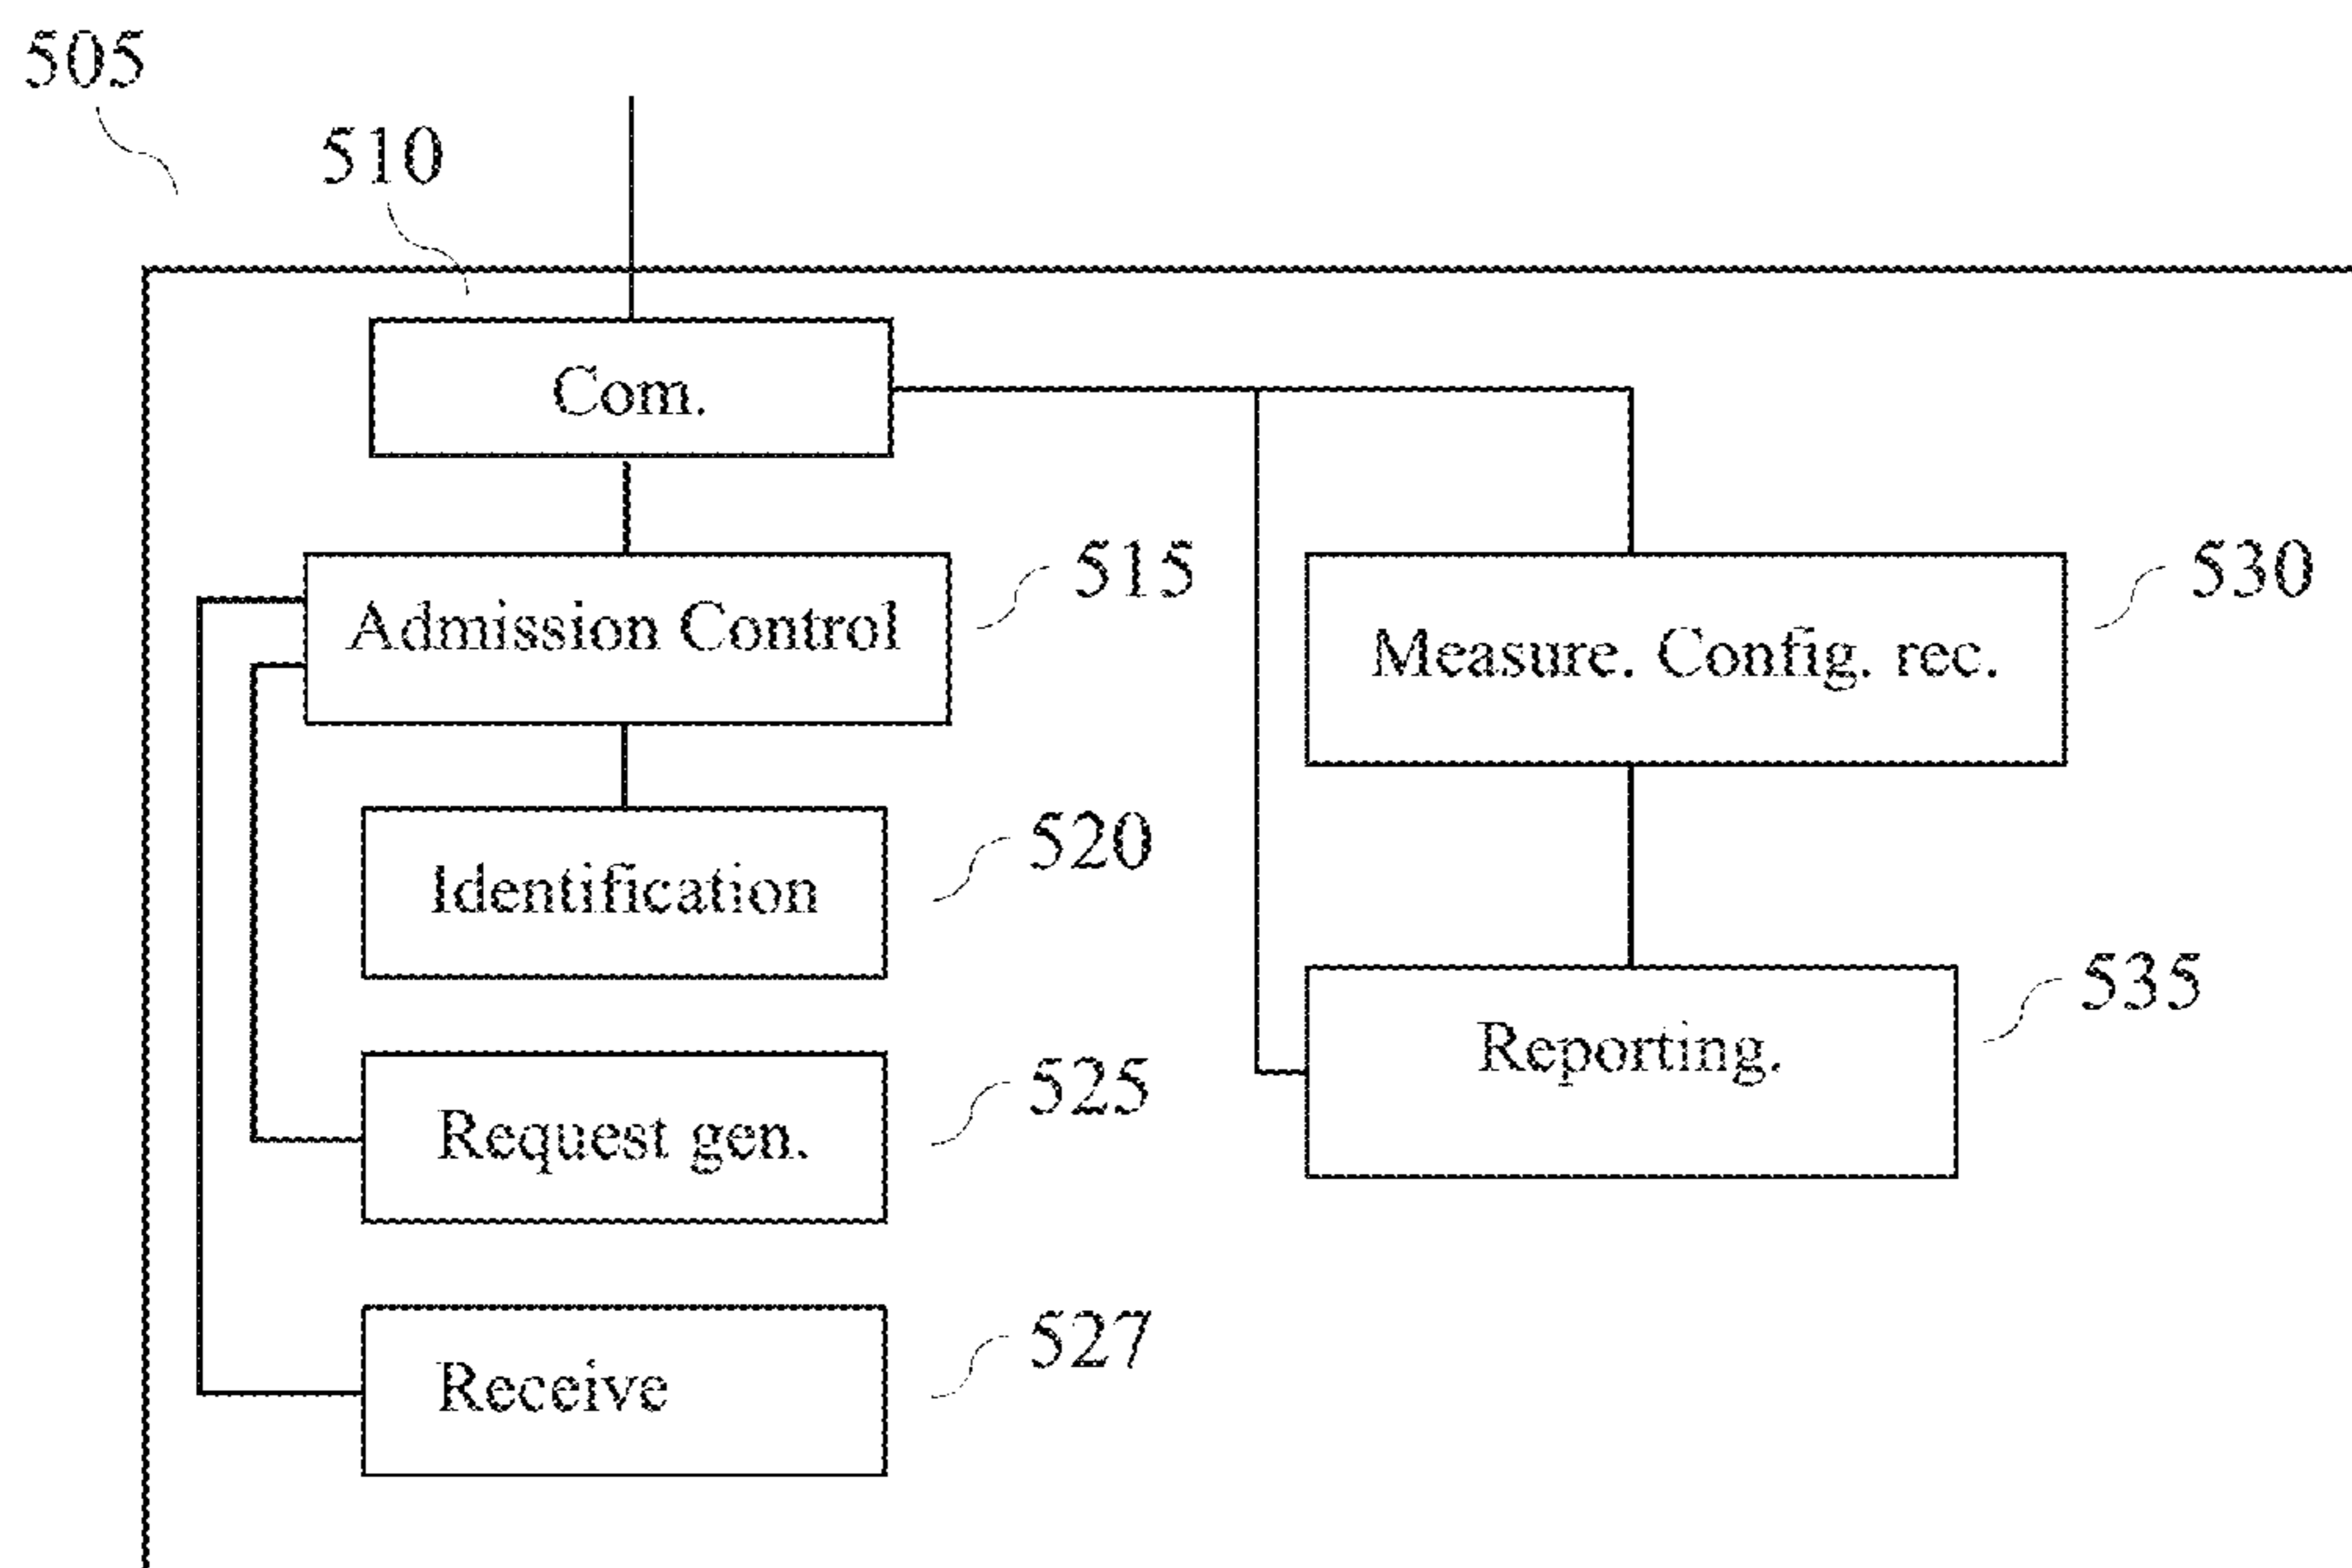 505
510
Com.
515
Admission Control
530
Measure. Config. rec.
520
Identification
535
Reporting.
525
Request gen.
527
Receive